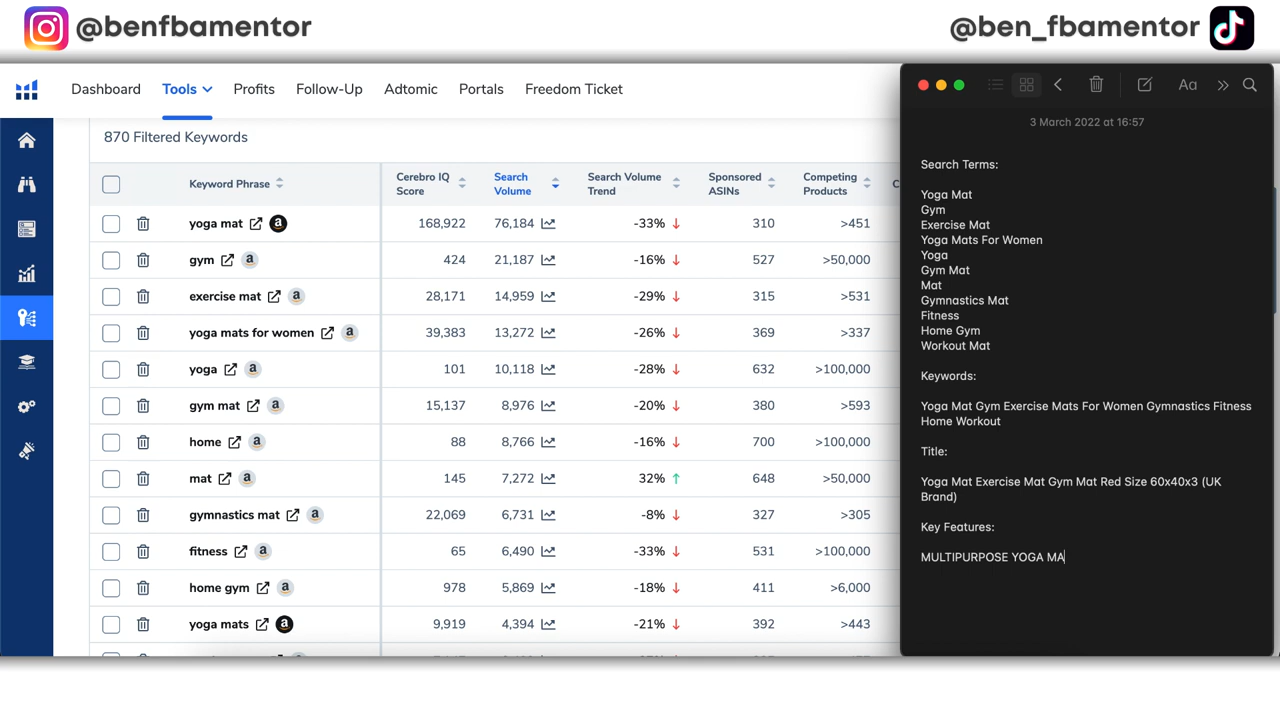 @benfbamentor
@ben_fbamentor
Dashboard Tools Profits Follow-Up Adtomic Portals Freedom Ticket
870 Filtered Keywords
Keyword Phrase Cerebro IQ Score Search Volume Search Volume Trend Sponsored ASINs Competing Products C
yoga mat 168,922 76,184 -33% 310 >451
gym 424 21,187 -16% 527 >50,000
exercise mat 28,171 14,959 -29% 315 >531
yoga mats for women 39,383 13,272 -26% 369 >337
yoga 101 10,118 -28% 632 >100,000
gym mat 15,137 8,976 -20% 380 >593
home 88 8,766 -16% 700 >100,000
mat 145 7,272 32% 648 >50,000
gymnastics mat 22,069 6,731 -8% 327 >305
fitness 65 6,490 -33% 531 >100,000
home gym 978 5,869 -18% 411 >6,000
yoga mats 9,919 4,394 -21% 392 >443
Aa
3 March 2022 at 16:57
Search Terms:
Yoga Mat
Gym
Exercise Mat
Yoga Mats For Women
Yoga
Gym Mat
Mat
Gymnastics Mat
Fitness
Home Gym
Workout Mat
Keywords:
Yoga Mat Gym Exercise Mats For Women Gymnastics Fitness
Home Workout
Title:
Yoga Mat Exercise Mat Gym Mat Red Size 60x40x3 (UK
Brand)
Key Features:
MULTIPURPOSE YOGA MA